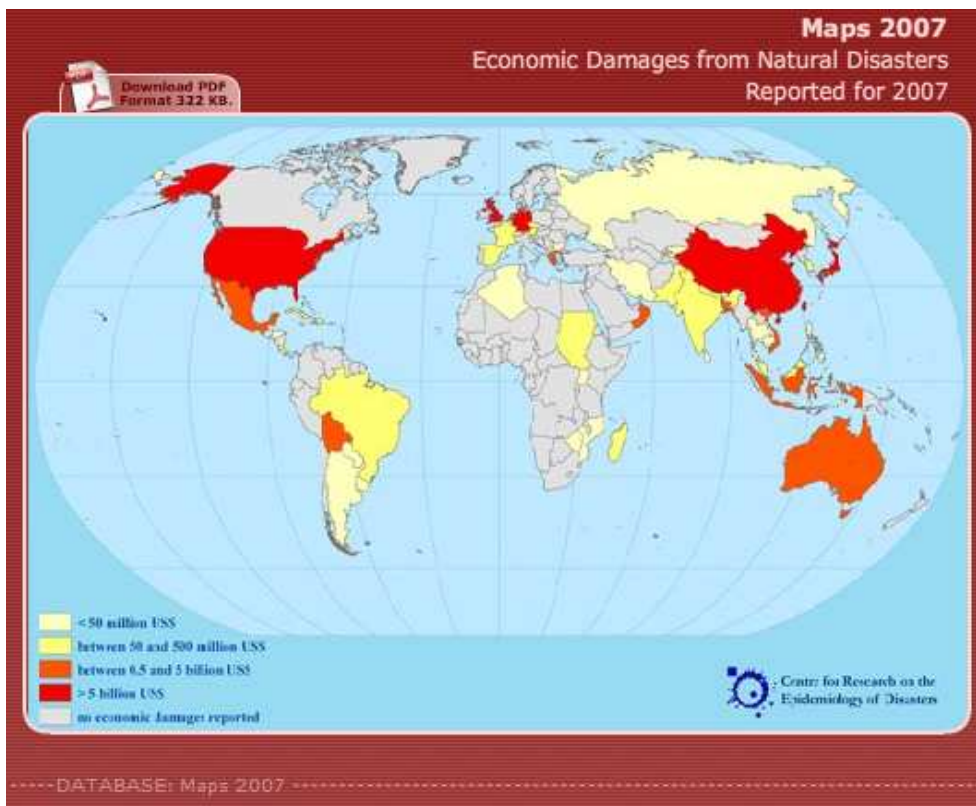 Maps 2007
Economic Damages from Natural Disasters
Reported for 2007
Download PDF
Format 322 KB.
< 50 million US$
between 50 and 500 million US$
between 0.5 and 5 billion US$
> 5 billion US$
no economic damages reported
Centre for Research on the
Epidemiology of Disasters
-----DATABASE: Maps 2007 -----